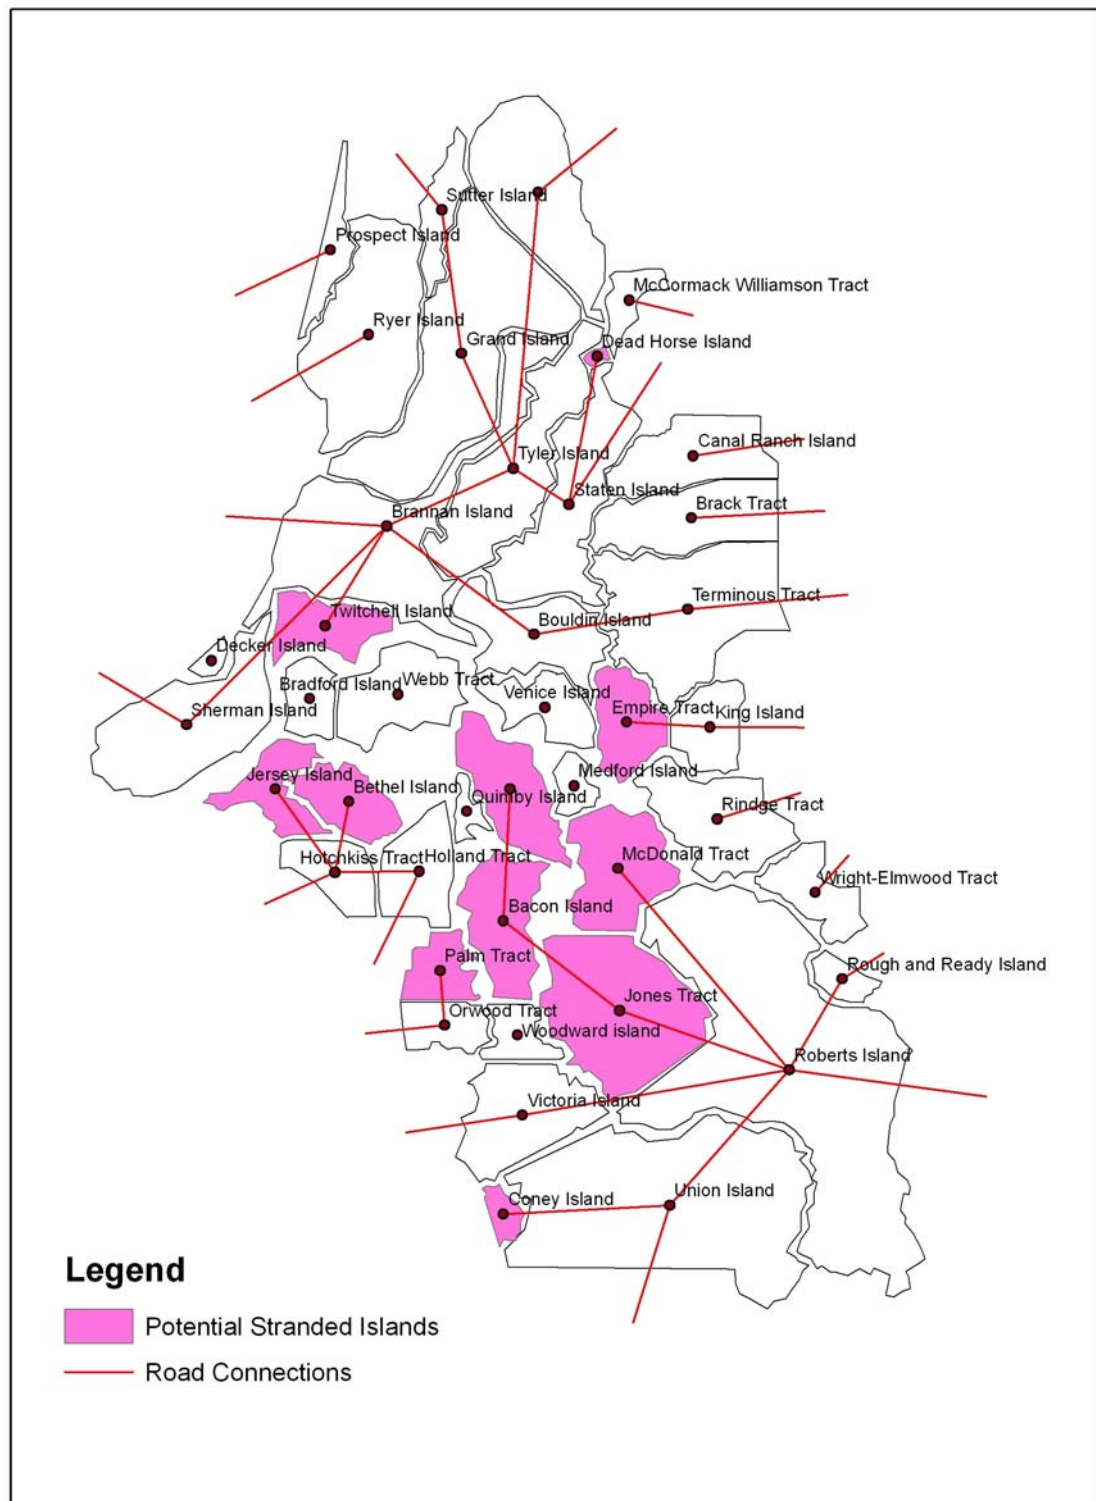 Sutter Island
Prospect Island
McCormack Williamson Tract
Ryer Island
Grand Island
Dead Horse Island
Canal Ranch Island
Tyler Island
Staten Island
Brack Tract
Brannan Island
Terminous Tract
Twitchell Island
Bouldin Island
Decker Island
Bradford Island
Webb Tract
Venice Island
Sherman Island
Empire Tract
King Island
Jersey Island
Bethel Island
Medford Island
Quimby Island
Rindge Tract
Hotchkiss Tract
Holland Tract
McDonald Tract
Wright-Elmwood Tract
Bacon Island
Palm Tract
Rough and Ready Island
Jones Tract
Orwood Tract
Woodward island
Roberts Island
Victoria Island
Coney Island
Union Island
Legend
Potential Stranded Islands
Road Connections